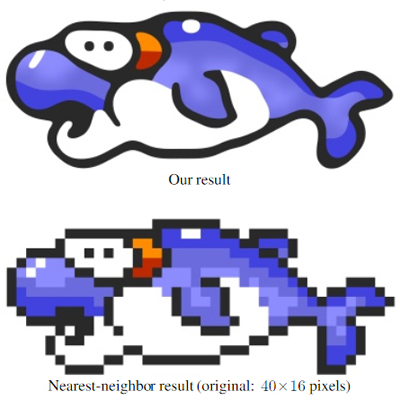 Our result
Nearest-neighbor result (original: 40×16 pixels)